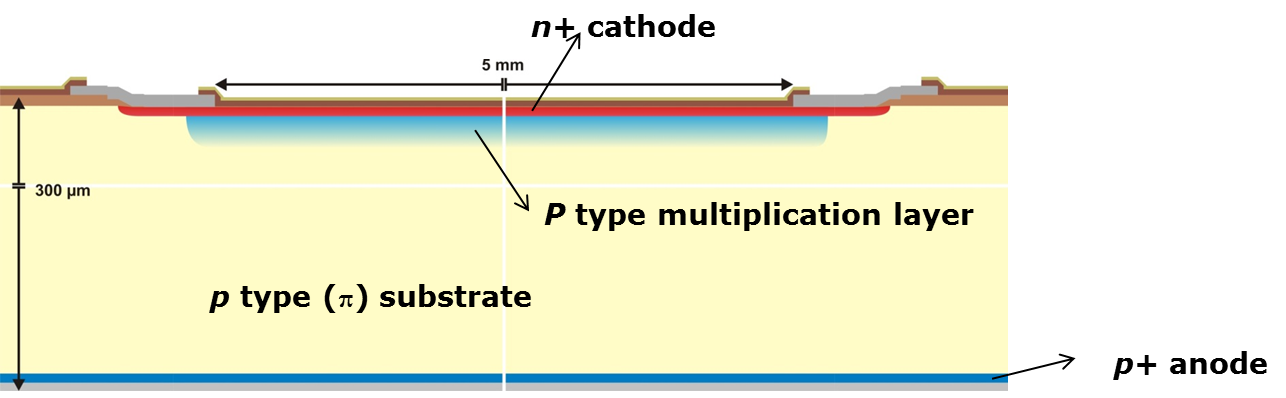 n+ cathode
5 mm
300 µm
P type multiplication layer
p type (π) substrate
p+ anode